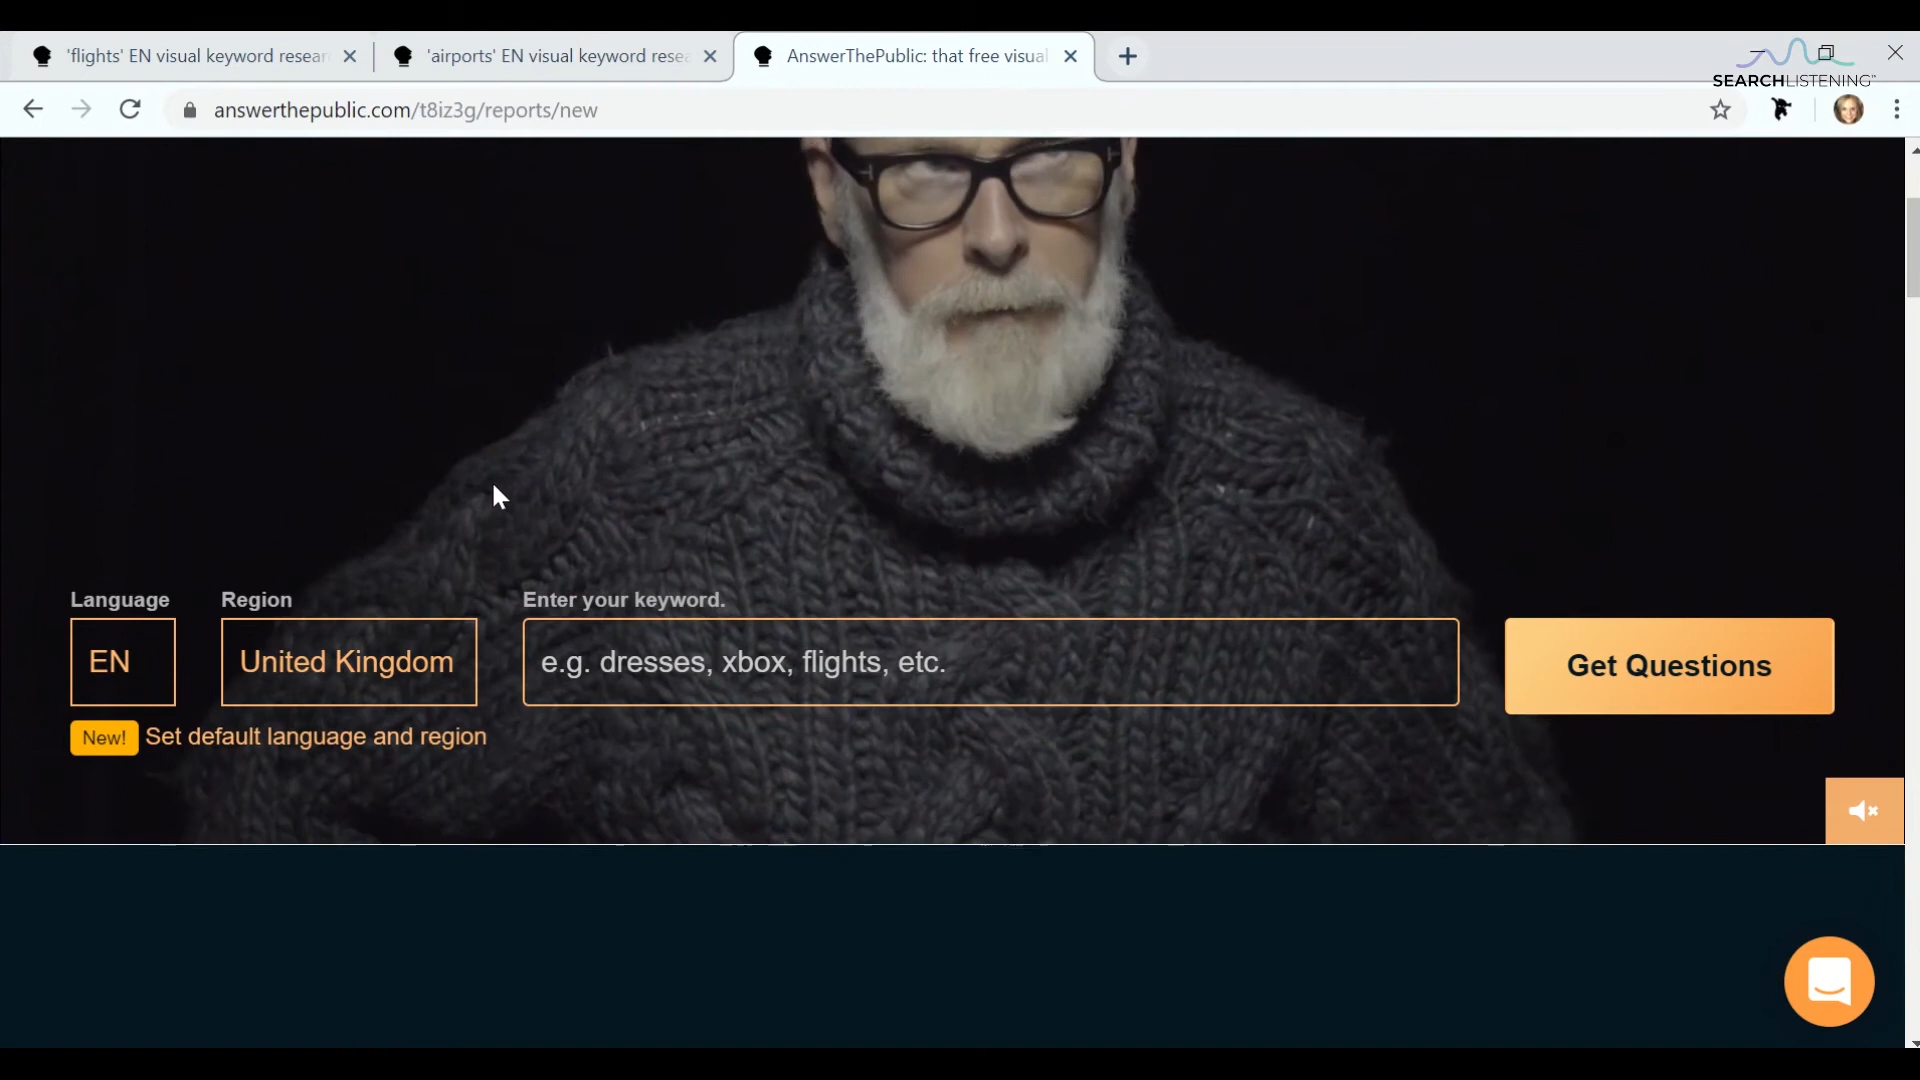 'flights' EN visual keyword resear
'airports' EN visual keyword resea
AnswerThePublic: that free visual
SEARCHLISTENING™
answerthepublic.com/t8iz3g/reports/new
Language
Region
Enter your keyword.
EN
United Kingdom
e.g. dresses, xbox, flights, etc.
Get Questions
New! Set default language and region